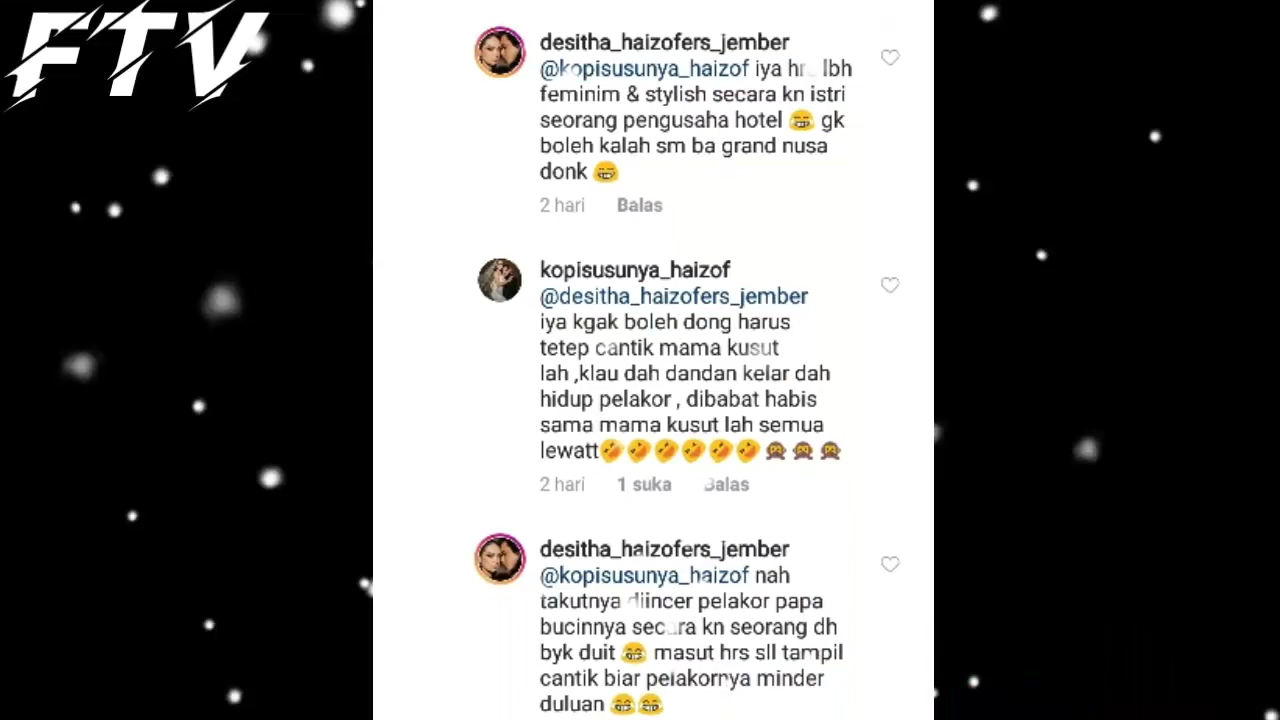 FTV
desitha_haizofers_jember
@kopisusunya_haizof iya hrs lbh
feminim & stylish secara kn istri
seorang pengusaha hotel 😁 gk
boleh kalah sm ba grand nusa
donk 😁
2 hari Balas
kopisusunya_haizof
@desitha_haizofers_jember
iya kgak boleh dong harus
tetep cantik mama kusut
lah ,klau dah dandan kelar dah
hidup pelakor , dibabat habis
sama mama kusut lah semua
lewatt🤣🤣🤣🤣🤣🤣🙊🙊🙊
2 hari 1 suka Balas
desitha_haizofers_jember
@kopisusunya_haizof nah
takutnya diincer pelakor papa
bucinnya secara kn seorang dh
byk duit 😂 masut hrs sll tampil
cantik biar pelakornya minder
duluan 😂😂